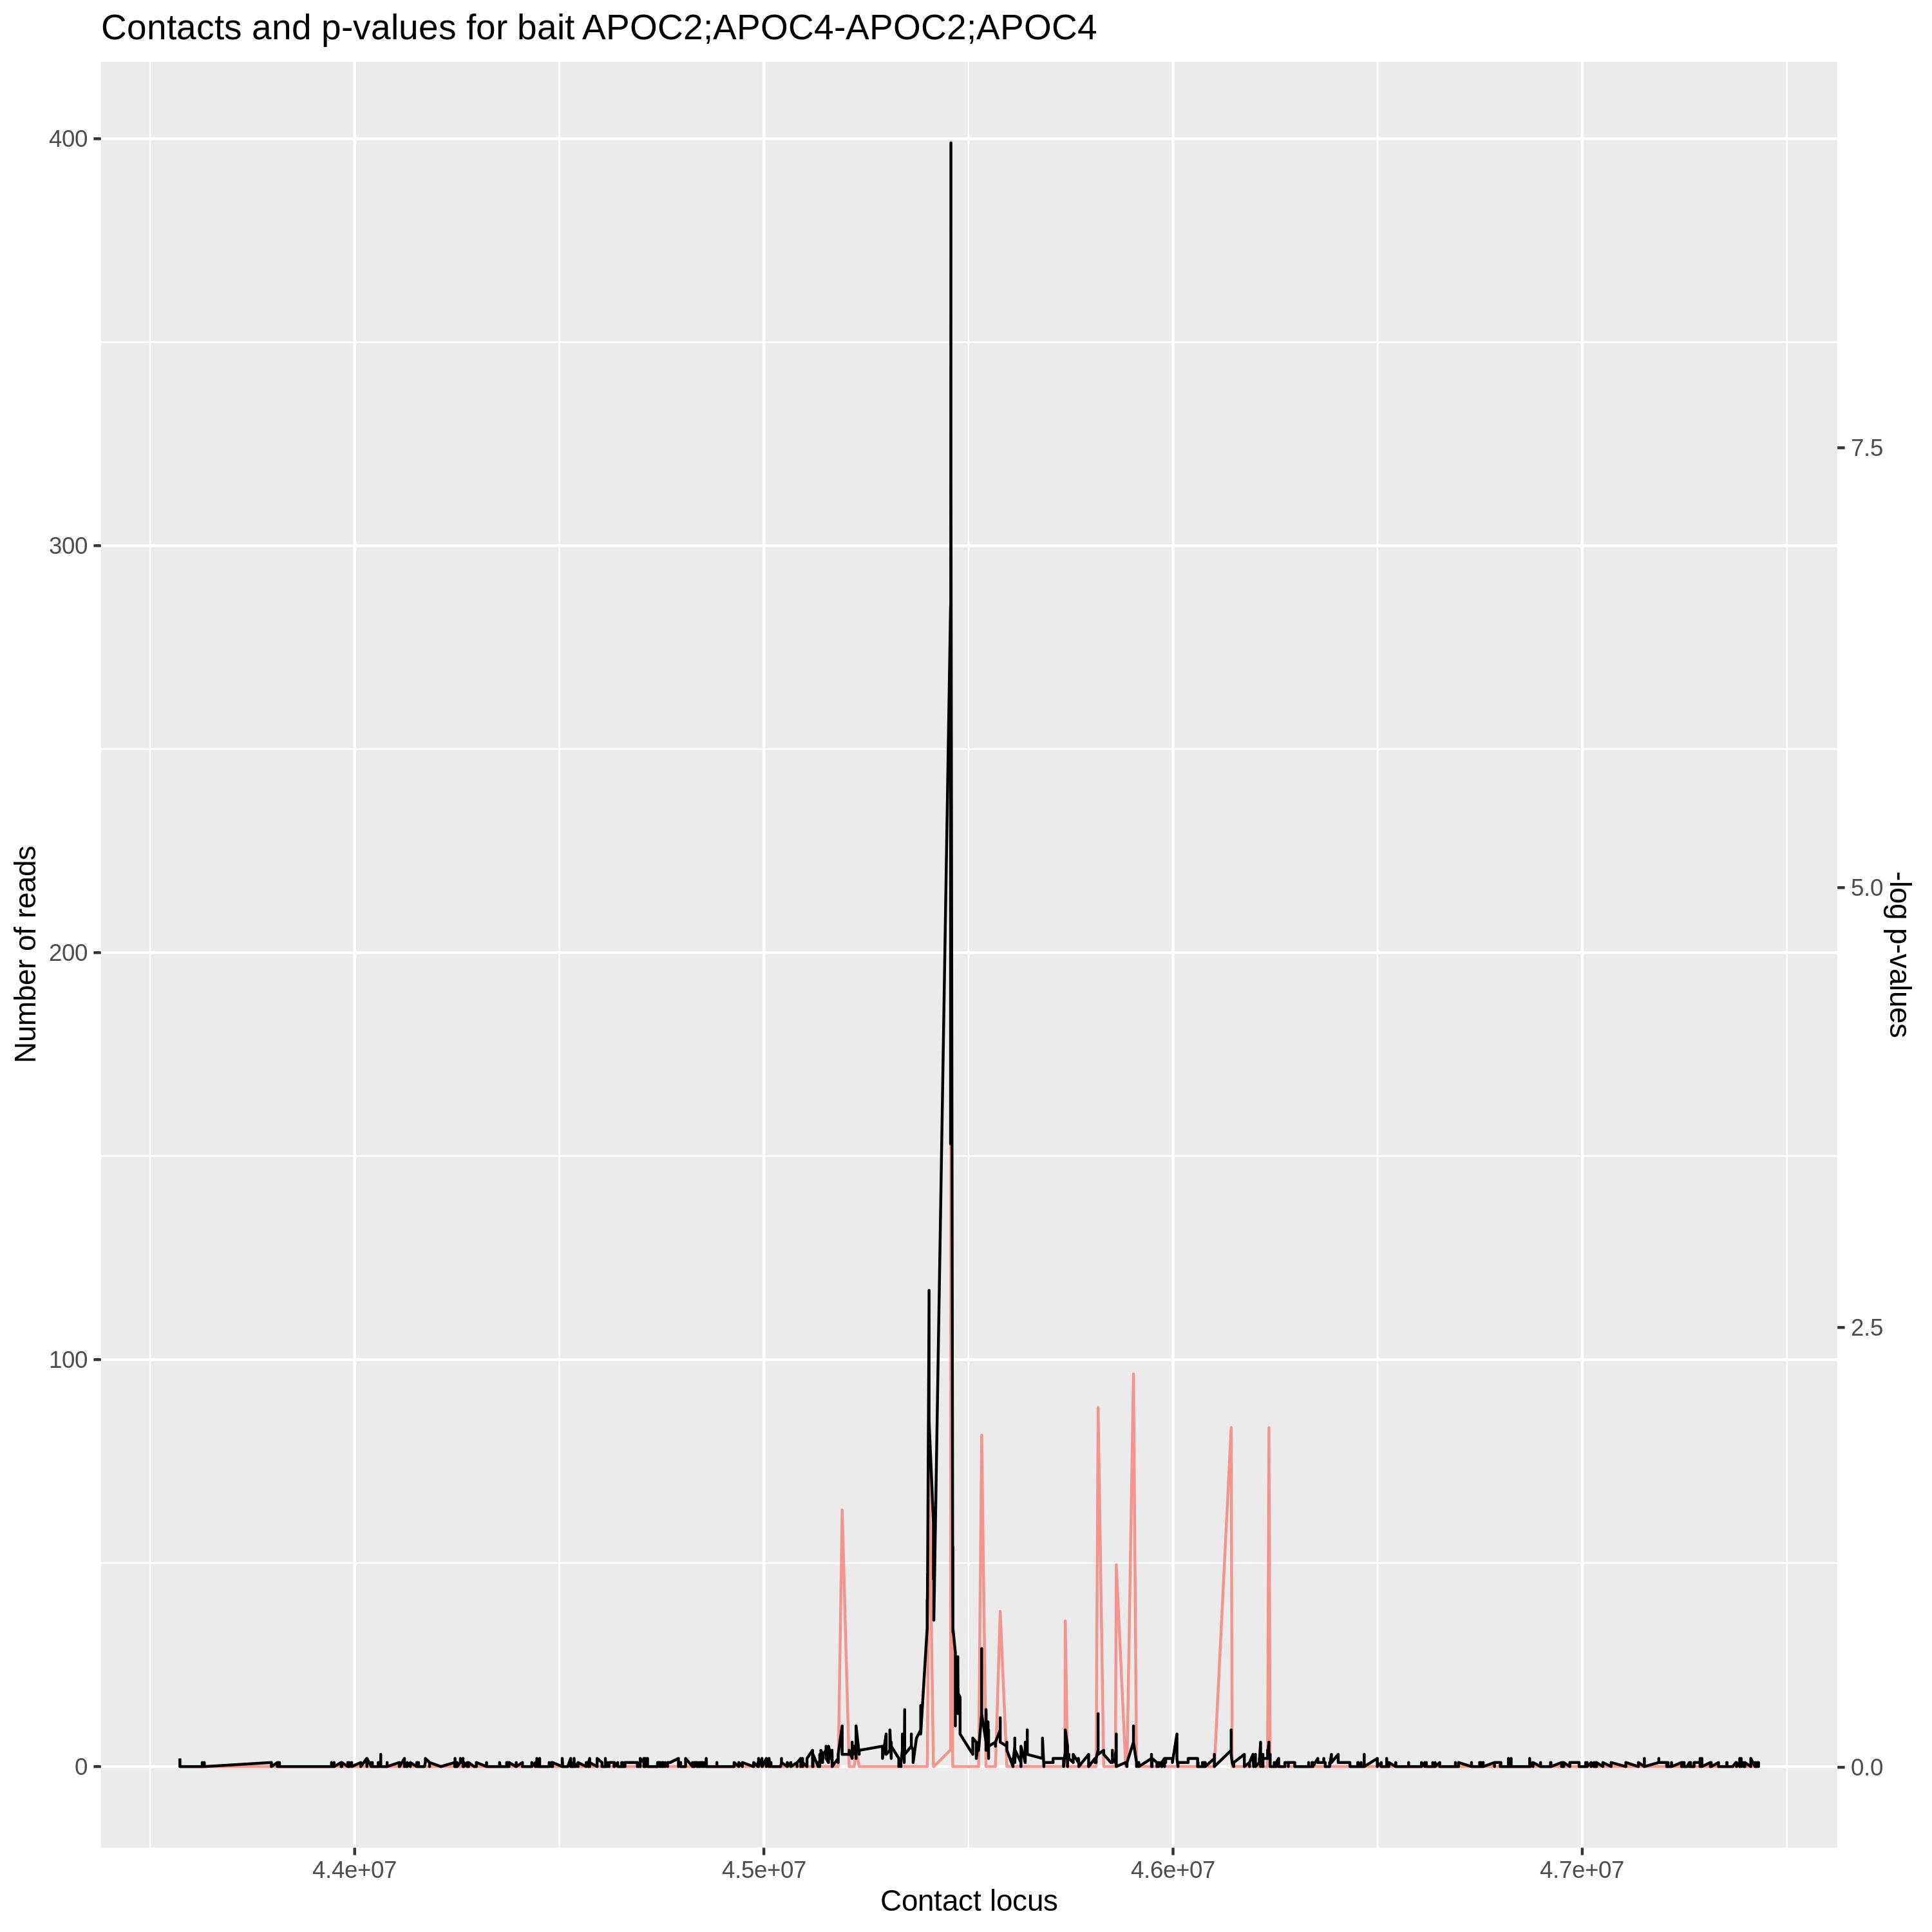 Contacts and p-values for bait APOC2;APOC4-APOC2;APOC4
400
300
200
100
0
Number of reads
7.5
5.0
2.5
0.0
-log p-values
4.4e+07
4.5e+07
4.6e+07
4.7e+07
Contact locus